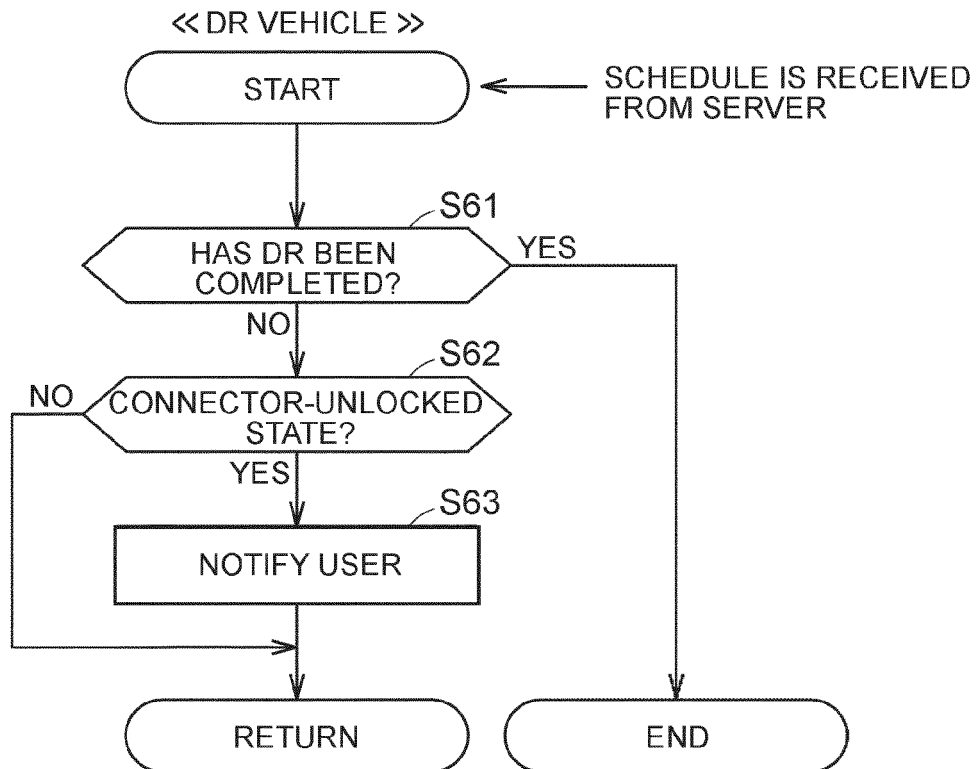 << DR VEHICLE >>
START
SCHEDULE IS RECEIVED
FROM SERVER
S61
HAS DR BEEN
COMPLETED?
YES
NO
S62
NO
CONNECTOR-UNLOCKED
STATE?
YES
S63
NOTIFY USER
RETURN
END